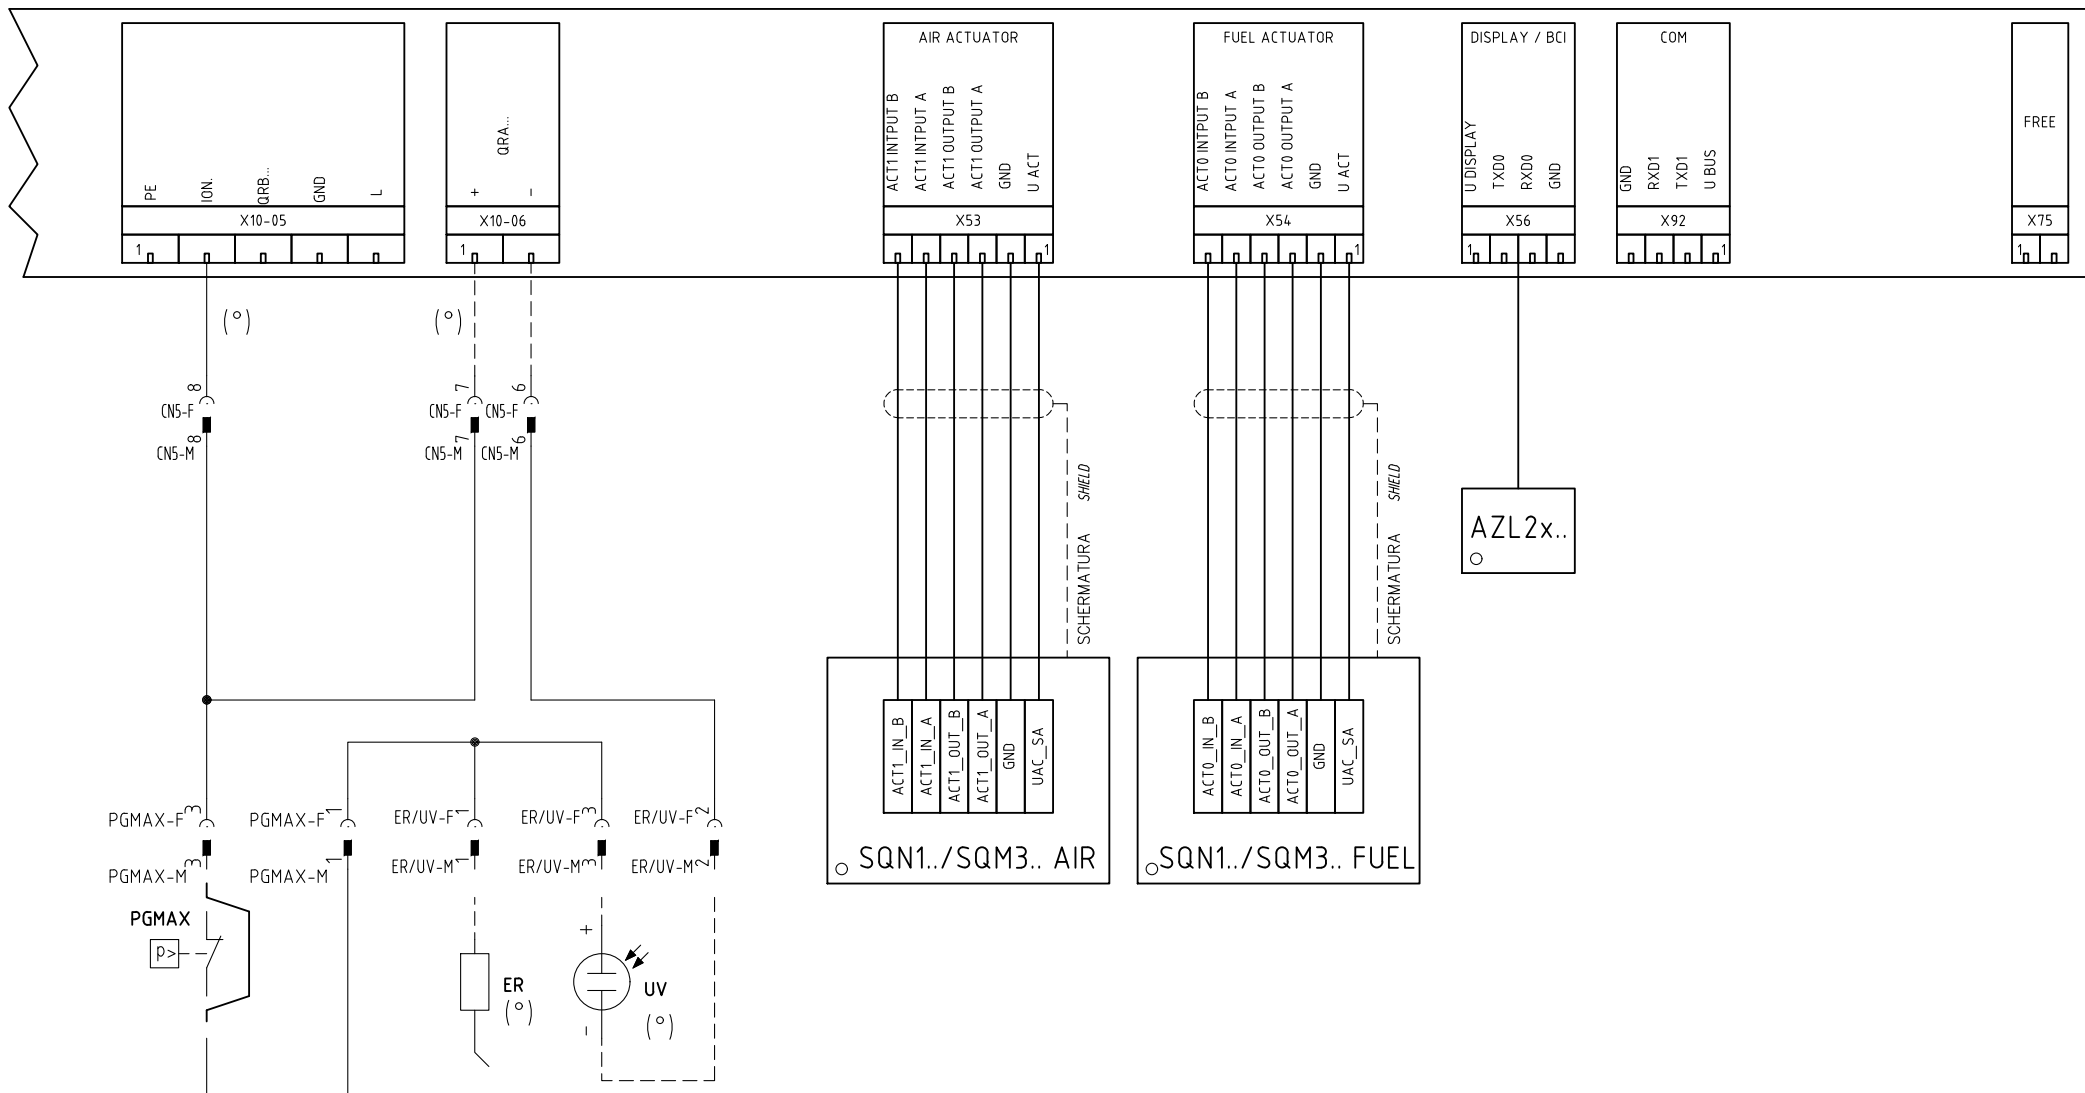 AIR ACTUATOR
FUEL ACTUATOR
DISPLAY / BCI
COM
PE
ION.
QRB...
GND
L
X10-05
1
+
QRA...
-
X10-06
1
ACT1 INTPUT B
ACT1 INTPUT A
ACT1 OUTPUT B
ACT1 OUTPUT A
GND
U ACT
X53
1
ACT0 INTPUT B
ACT0 INTPUT A
ACT0 OUTPUT B
ACT0 OUTPUT A
GND
U ACT
X54
1
U DISPLAY
TXD0
RXD0
GND
X56
1
GND
RXD1
TXD1
U BUS
X92
1
FREE
X75
1
(°)
(°)
8
CN5-F
8
CN5-M
7
CN5-F
7
CN5-M
6
CN5-F
6
CN5-M
SCHERMATURA SHIELD
SCHERMATURA SHIELD
AZL2x..
ACT1_IN_B
ACT1_IN_A
ACT1_OUT_B
ACT1_OUT_A
GND
UAC_SA
SQN1../SQM3.. AIR
ACT0_IN_B
ACT0_IN_A
ACT0_OUT_B
ACT0_OUT_A
GND
UAC_SA
SQN1../SQM3.. FUEL
PGMAX-F 3
PGMAX-F 1
ER/UV-F 1
ER/UV-F 3
ER/UV-F 2
PGMAX-M 3
PGMAX-M 1
ER/UV-M 1
ER/UV-M 3
ER/UV-M 2
PGMAX
p>
ER
(°)
+
UV
-
(°)